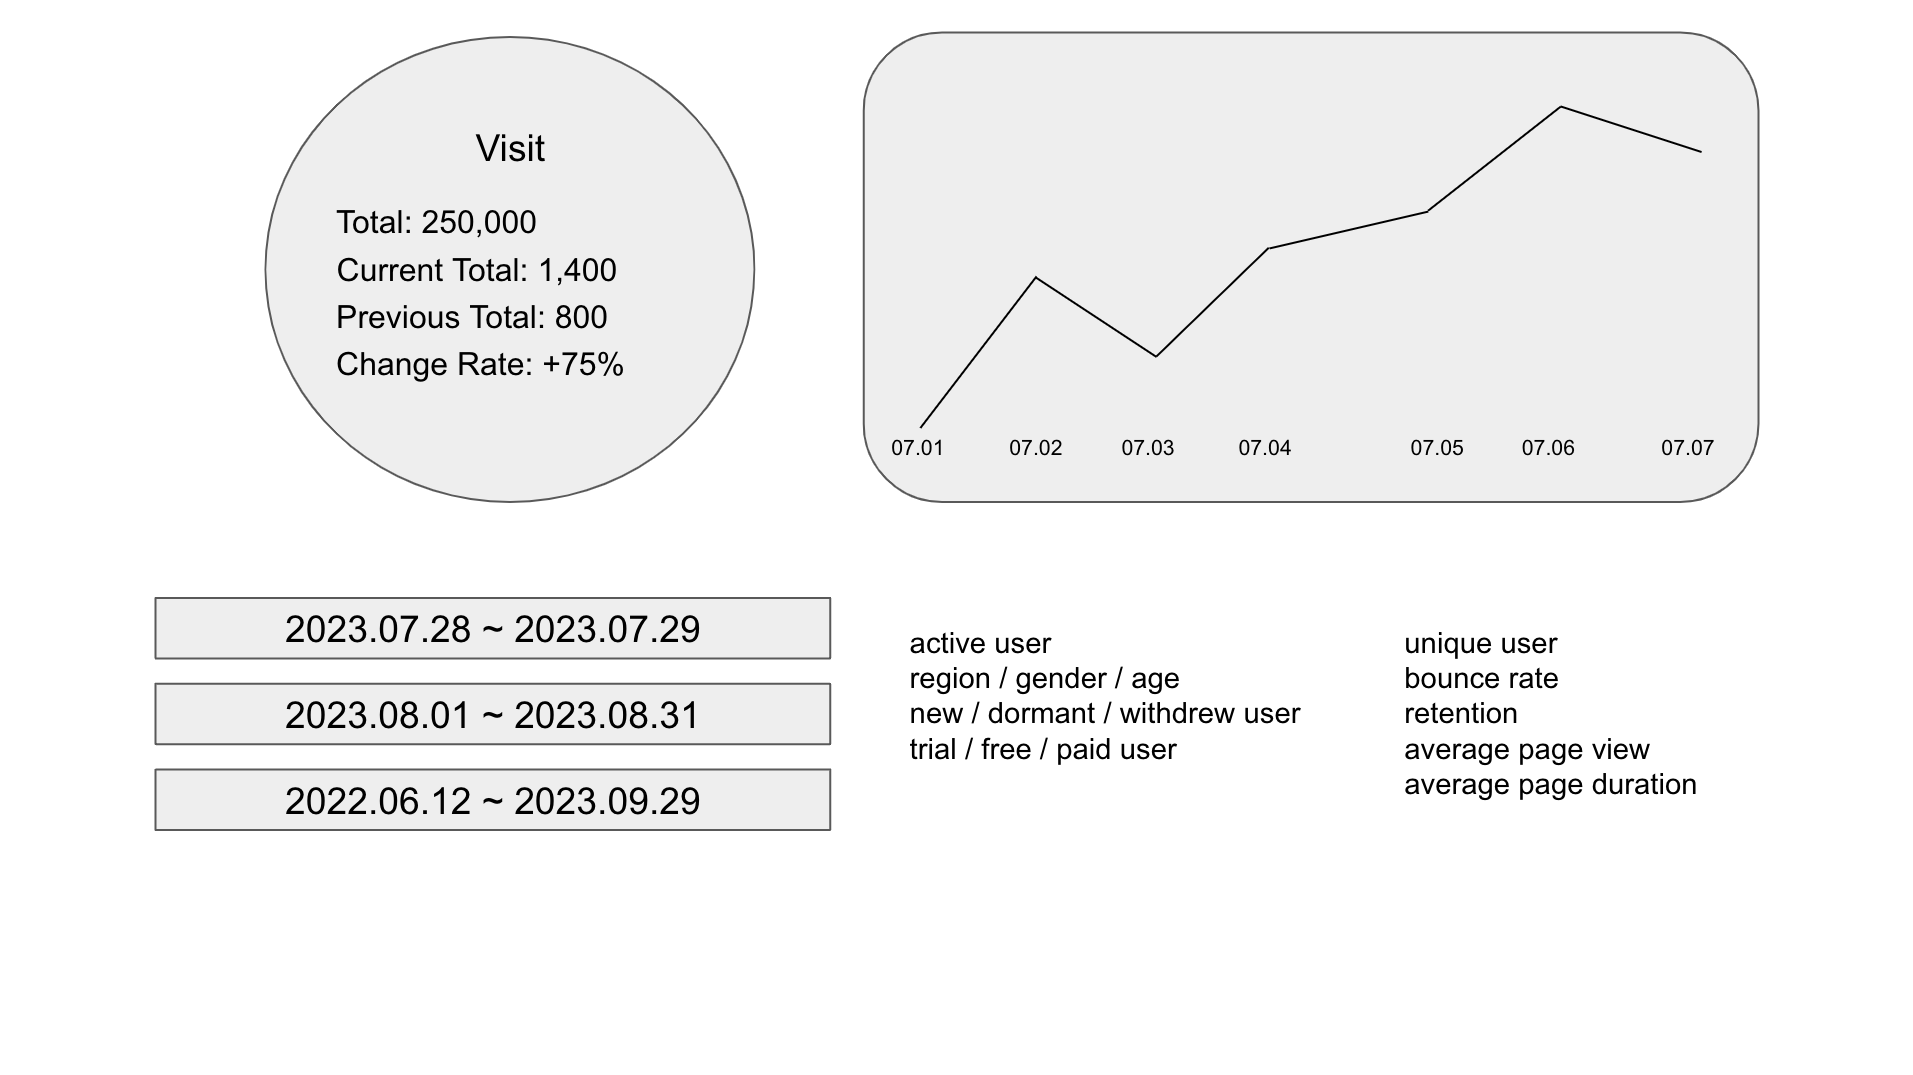 Visit
Total: 250,000
Current Total: 1,400
Previous Total: 800
Change Rate: +75%
07.01
07.02
07.03
07.04
07.05
07.06
07.07
2023.07.28 ~ 2023.07.29
2023.08.01 ~ 2023.08.31
2022.06.12 ~ 2023.09.29
active user
region / gender / age
new / dormant / withdrew user
trial / free / paid user
unique user
bounce rate
retention
average page view
average page duration